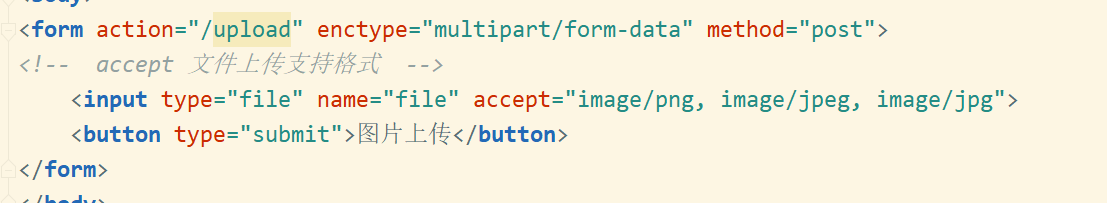 <body>
<form action="/upload" enctype="multipart/form-data" method="post">
<!--  accept 文件上传支持格式  -->
    <input type="file" name="file" accept="image/png, image/jpeg, image/jpg">
    <button type="submit">图片上传</button>
</form>
</body>